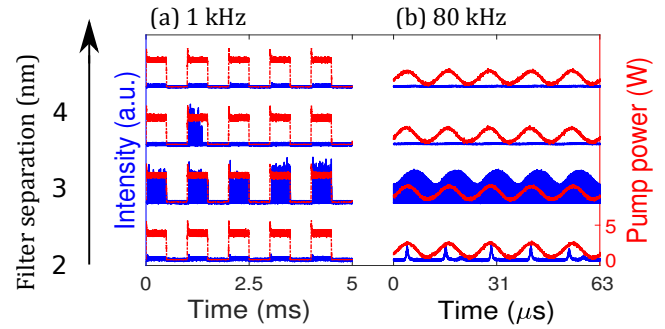 (a) 1 kHz
(b) 80 kHz
Filter separation (nm)
4
3
2
Intensity (a.u.)
Pump power (W)
5
0
0
2.5
5
0
31
63
Time (ms)
Time (μs)